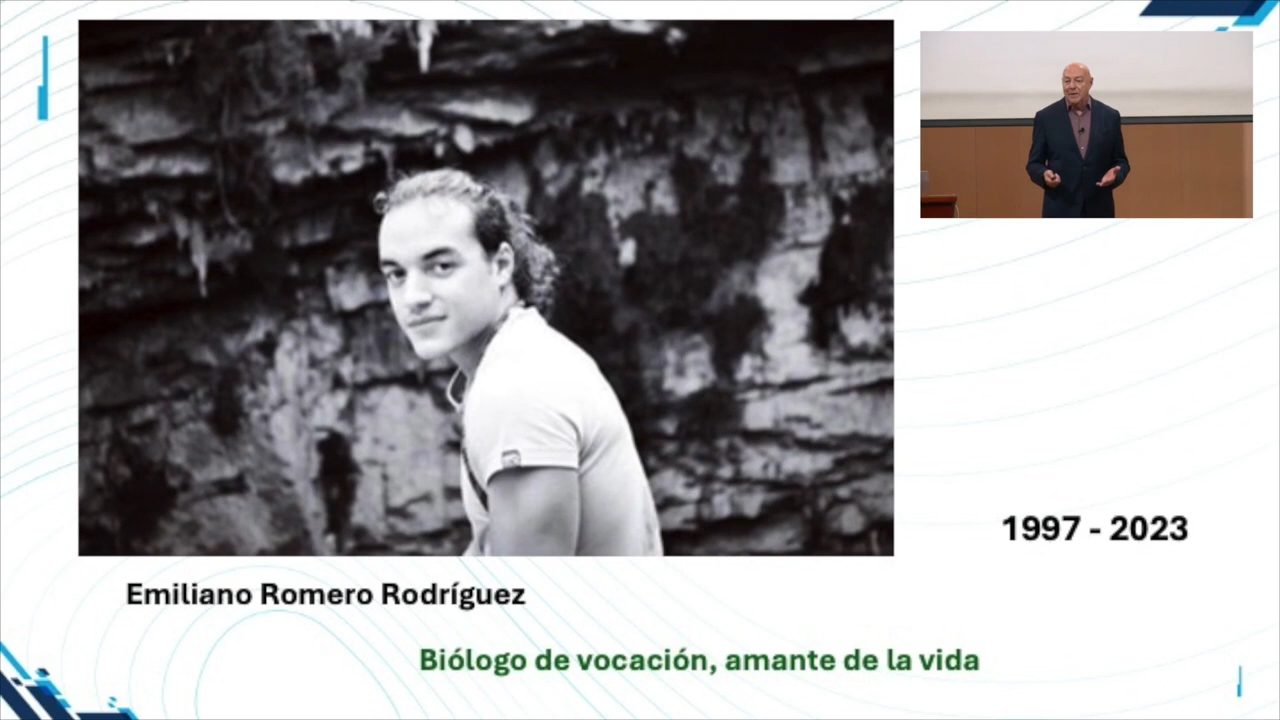 1997 - 2023
Emiliano Romero Rodríguez
Biólogo de vocación, amante de la vida